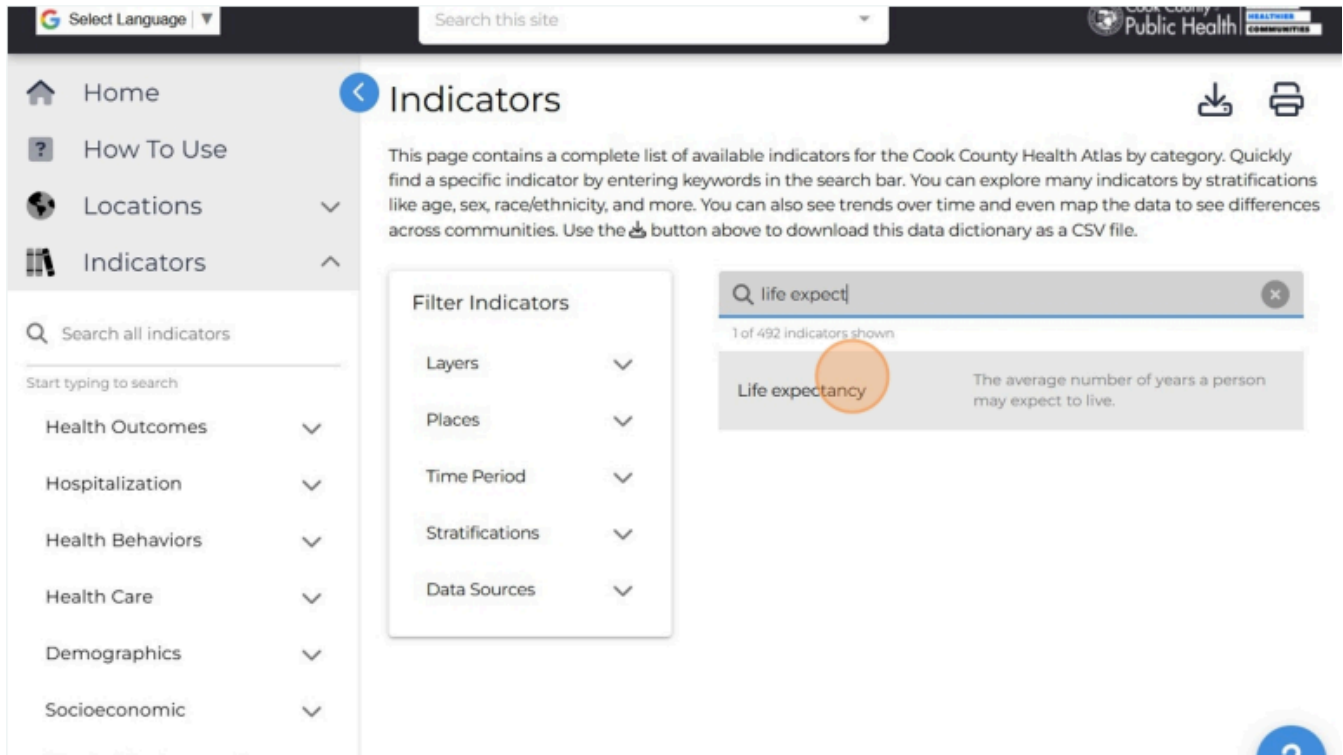 Select Language ▼
Search this site
Public Health
Home
How To Use
Locations
Indicators
Search all indicators
Start typing to search
Health Outcomes
Hospitalization
Health Behaviors
Health Care
Demographics
Socioeconomic
Indicators
This page contains a complete list of available indicators for the Cook County Health Atlas by category. Quickly
find a specific indicator by entering keywords in the search bar. You can explore many indicators by stratifications
like age, sex, race/ethnicity, and more. You can also see trends over time and even map the data to see differences
across communities. Use the button above to download this data dictionary as a CSV file.
Filter Indicators
Layers
Places
Time Period
Stratifications
Data Sources
life expect
1 of 492 indicators shown
Life expectancy
The average number of years a person
may expect to live.